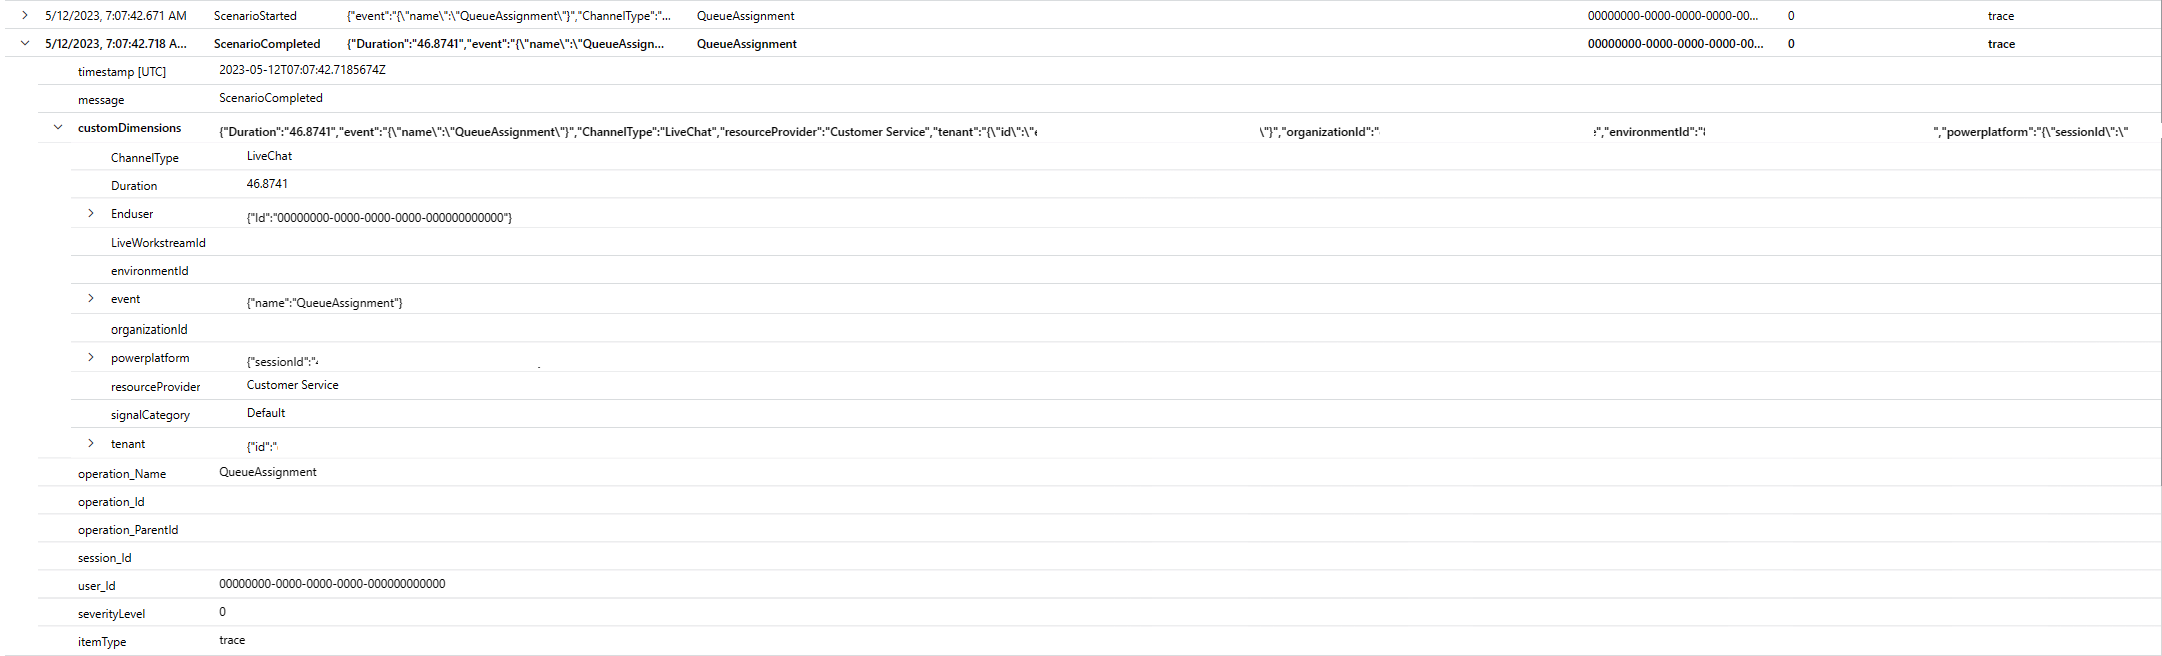 5/12/2023, 7:07:42.671 AM ScenarioStarted {"event":"{\"name\":\"QueueAssignment\"}","ChannelType":"... QueueAssignment 00000000-0000-0000-0000-00... 0 trace
5/12/2023, 7:07:42.718 A... ScenarioCompleted {"Duration":"46.8741","event":"{\"name\":\"QueueAssign... QueueAssignment 00000000-0000-0000-0000-00... 0 trace
timestamp [UTC] 2023-05-12T07:07:42.7185674Z
message ScenarioCompleted
customDimensions {"Duration":"46.8741","event":"{\"name\":\"QueueAssignment\"}","ChannelType":"LiveChat","resourceProvider":"Customer Service","tenant":"{\"id\":\" \"}","organizationId":" ","environmentId":" ","powerplatform":"{\"sessionId\":\"
ChannelType LiveChat
Duration 46.8741
Enduser {"Id":"00000000-0000-0000-0000-000000000000"}
LiveWorkstreamId
environmentId
event {"name":"QueueAssignment"}
organizationId
powerplatform {"sessionId":"
resourceProvider Customer Service
signalCategory Default
tenant {"id":"
operation_Name QueueAssignment
operation_Id
operation_ParentId
session_Id
user_Id 00000000-0000-0000-0000-000000000000
severityLevel 0
itemType trace